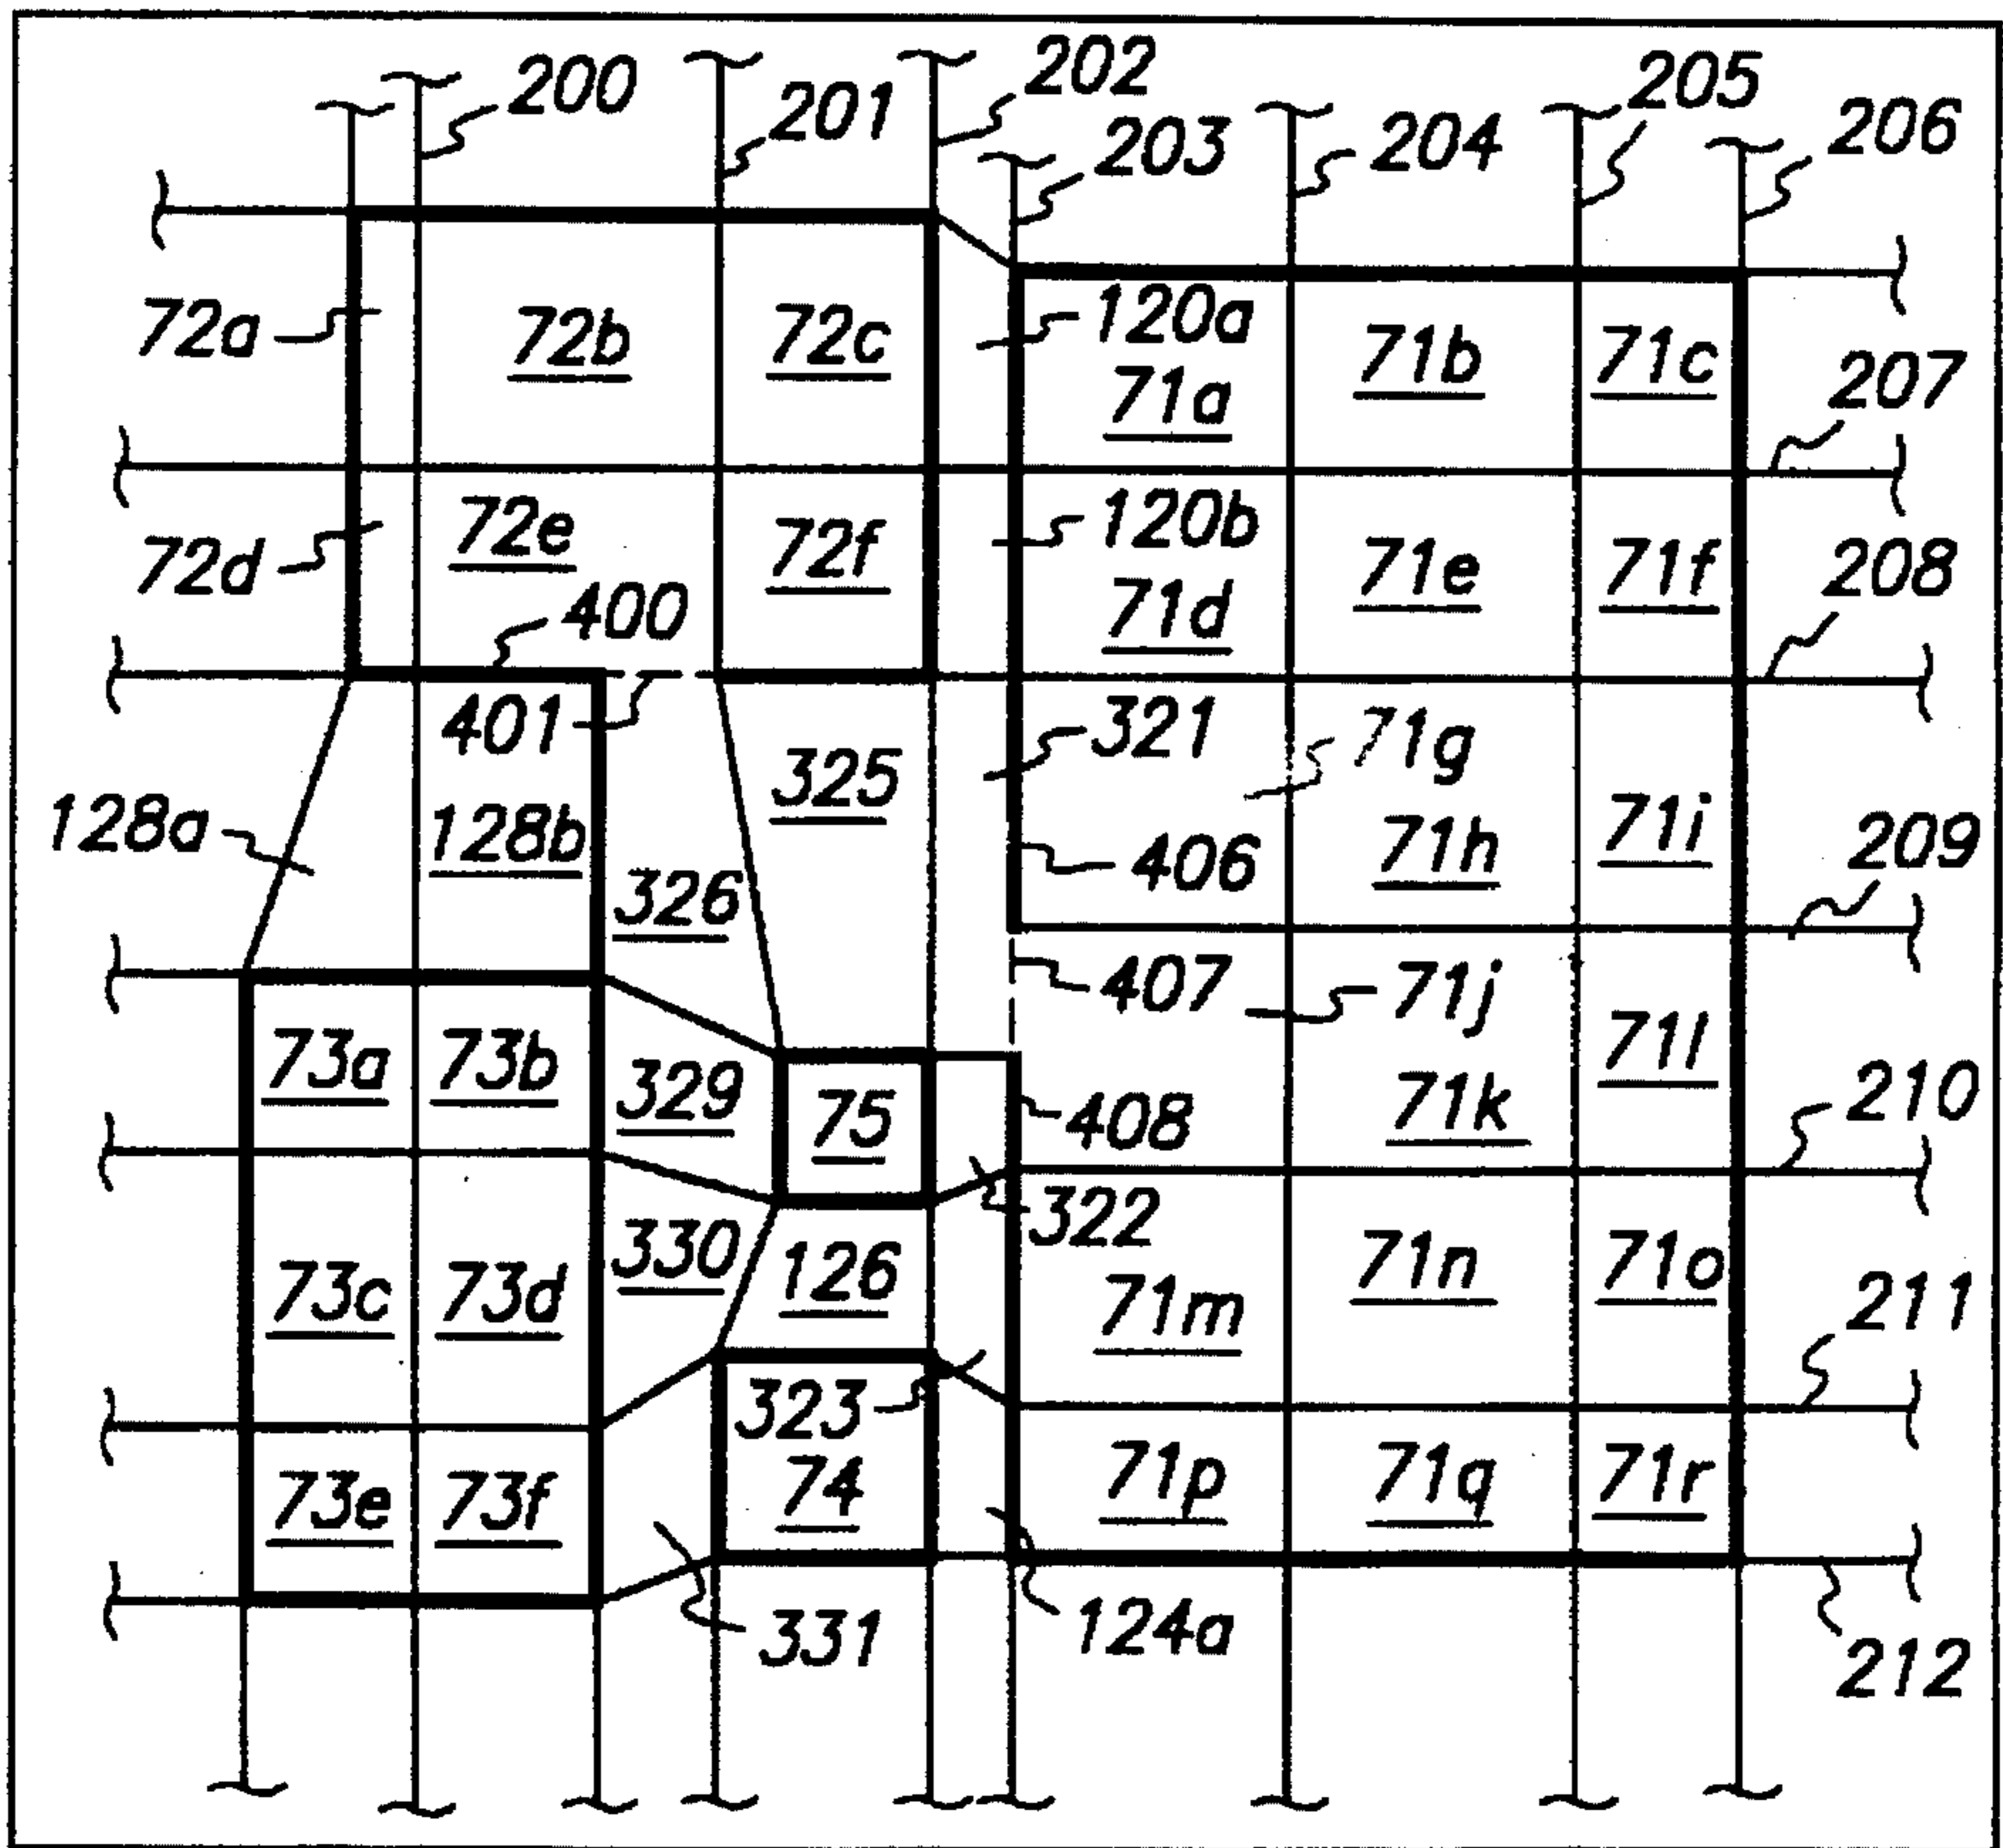 200
201
202
203
204
205
206
72a
72b
72c
120a
71a
71b
71c
207
72d
72e
72f
120b
71d
71e
71f
208
400
401
325
321
71g
128a
128b
326
406
71h
71i
209
407
71j
71l
73a
73b
329
75
408
71k
210
322
73c
73d
330
126
71m
71n
71o
211
323
73e
73f
74
71p
71q
71r
331
124a
212